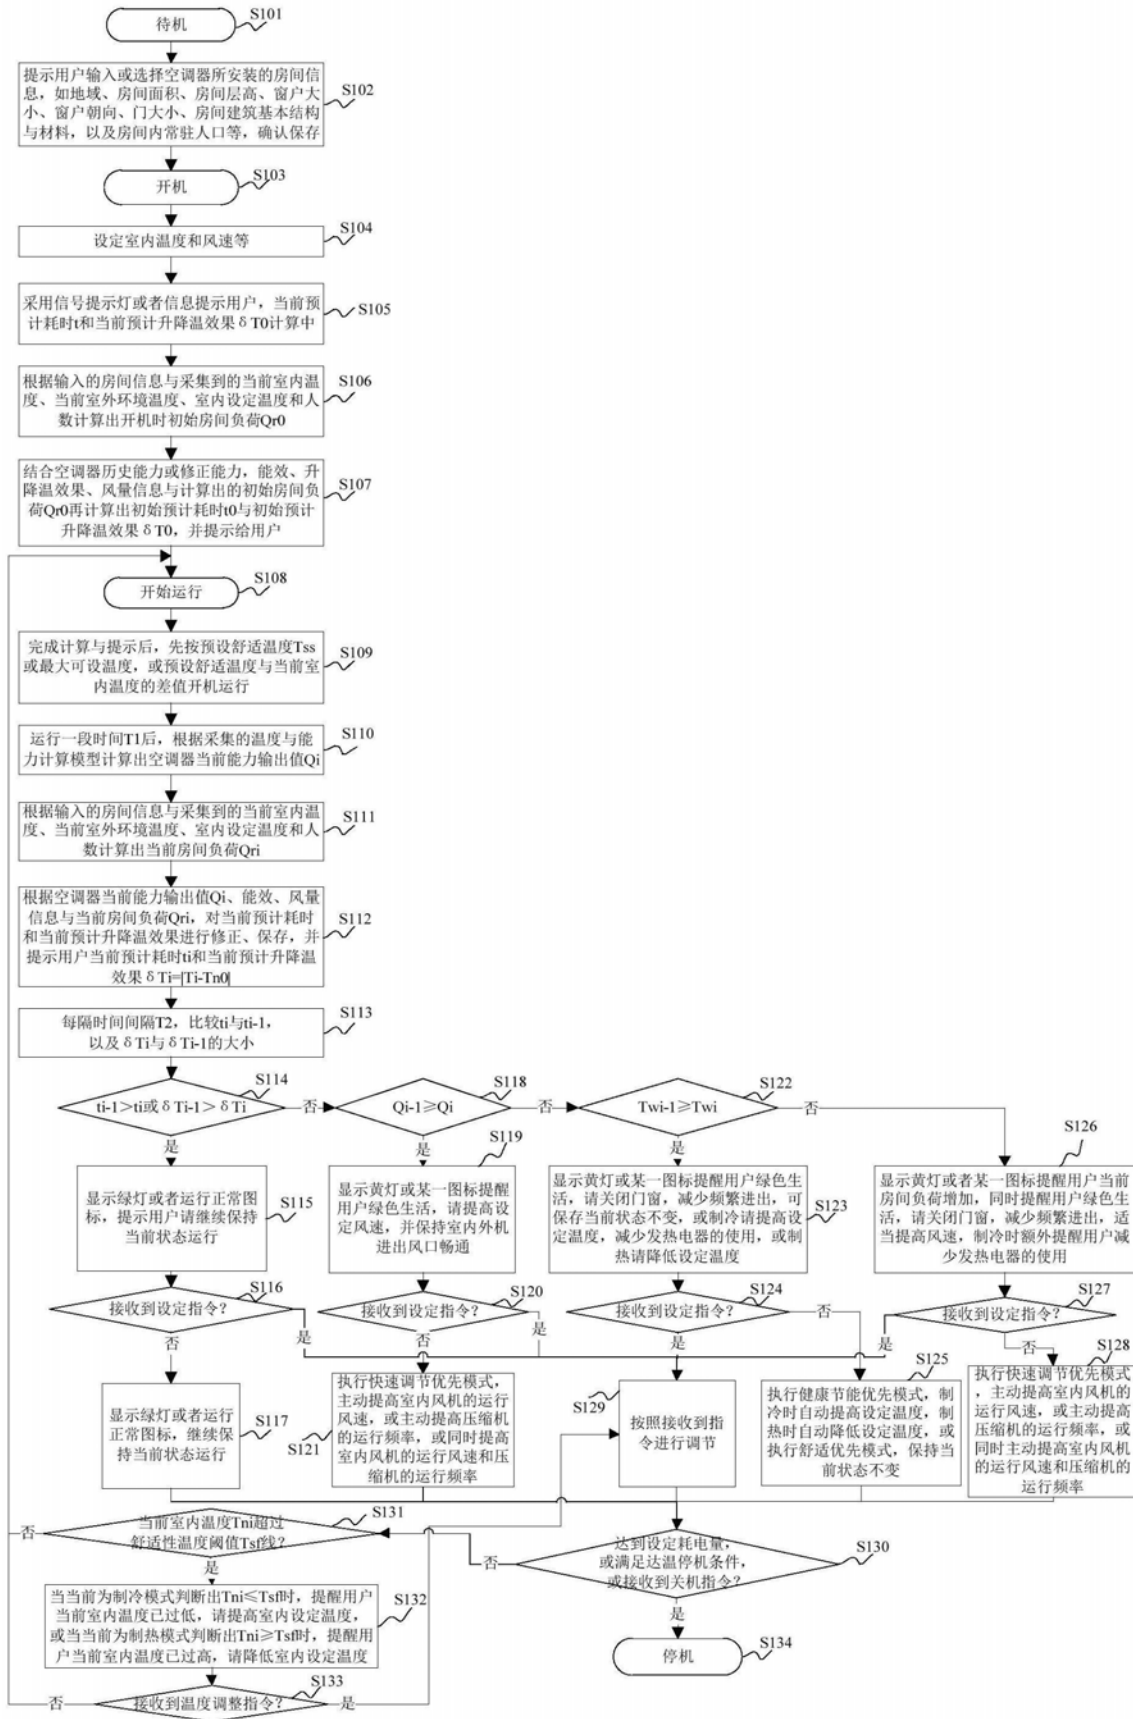 待机
S101
提示用户输入或选择空调器所安装的房间信
息，如地域、房间面积、房间层高、窗户大
小、窗户朝向、门大小、房间建筑基本结构
与材料，以及房间内常驻人口等，确认保存
S102
开机
S103
设定室内温度和风速等
S104
采用信号提示灯或者信息提示用户，当前预
计耗时t和当前预计升降温效果δT0计算中
S105
根据输入的房间信息与采集到的当前室内温
度、当前室外环境温度、室内设定温度和人
数计算出开机时初始房间负荷Qr0
S106
结合空调器历史能力或修正能力，能效、升
降温效果、风量信息与计算出的初始房间负
荷Qr0再计算出初始预计耗时t0与初始预计
升降温效果δT0，并提示给用户
S107
开始运行
S108
完成计算与提示后，先按预设舒适温度Tss
或最大可设温度，或预设舒适温度与当前室
内温度的差值开机运行
S109
运行一段时间T1后，根据采集的温度与能
力计算模型计算出空调器当前能力输出值Qi
S110
根据输入的房间信息与采集到的当前室内温
度、当前室外环境温度、室内设定温度和人
数计算出当前房间负荷Qri
S111
根据空调器当前能力输出值Qi、能效、风量
信息与当前房间负荷Qri，对当前预计耗时
和当前预计升降温效果进行修正、保存，并
提示用户当前预计耗时ti和当前预计升降温
效果δTi=|Ti-Tn0|
S112
每隔时间间隔T2，比较ti与ti-1，
以及δTi与δTi-1的大小
S113
ti-1＞ti或δTi-1＞δTi
S114
否
是
Qi-1≥Qi
S118
否
是
Twi-1≥Twi
S122
否
是
显示绿灯或者运行正常图
标，提示用户请继续保持
当前状态运行
S115
显示黄灯或某一图标提醒
用户绿色生活，请提高设
定风速，并保持室内外机
进出风口畅通
S119
显示黄灯或某一图标提醒用户绿色生
活，请关闭门窗，减少频繁进出，可
保存当前状态不变，或制冷请提高设
定温度，减少发热电器的使用，或制
热请降低设定温度
S123
显示黄灯或者某一图标提醒用户当前
房间负荷增加，同时提醒用户绿色生
活，请关闭门窗，减少频繁进出，适
当提高风速，制冷时额外提醒用户减
少发热电器的使用
S126
接收到设定指令？
S116
否
是
接收到设定指令？
S120
否
是
接收到设定指令？
S124
否
是
接收到设定指令？
S127
否
是
显示绿灯或者运行
正常图标，继续保
持当前状态运行
S117
执行快速调节优先模式，
主动提高室内风机的运行
风速，或主动提高压缩机
的运行频率，或同时提高
室内风机的运行风速和压
缩机的运行频率
S121
按照接收到指
令进行调节
S129
执行健康节能优先模式，制
冷时自动提高设定温度，制
热时自动降低设定温度，或
执行舒适优先模式，保持当
前状态不变
S125
执行快速调节优先模式
，主动提高室内风机的
运行风速，或主动提高
压缩机的运行频率，或
同时主动提高室内风机
的运行风速和压缩机的
运行频率
S128
当前室内温度Tni超过
舒适性温度阈值Tsf线？
S131
否
是
达到设定耗电量，
或满足达温停机条件，
或接收到关机指令？
S130
否
是
当当前为制冷模式判断出Tni≤Tsf时，提醒用户
当前室内温度已过低，请提高室内设定温度，
或当当前为制热模式判断出Tni≥Tsf时，提醒用
户当前室内温度已过高，请降低室内设定温度
S132
停机
S134
接收到温度调整指令？
S133
否
是